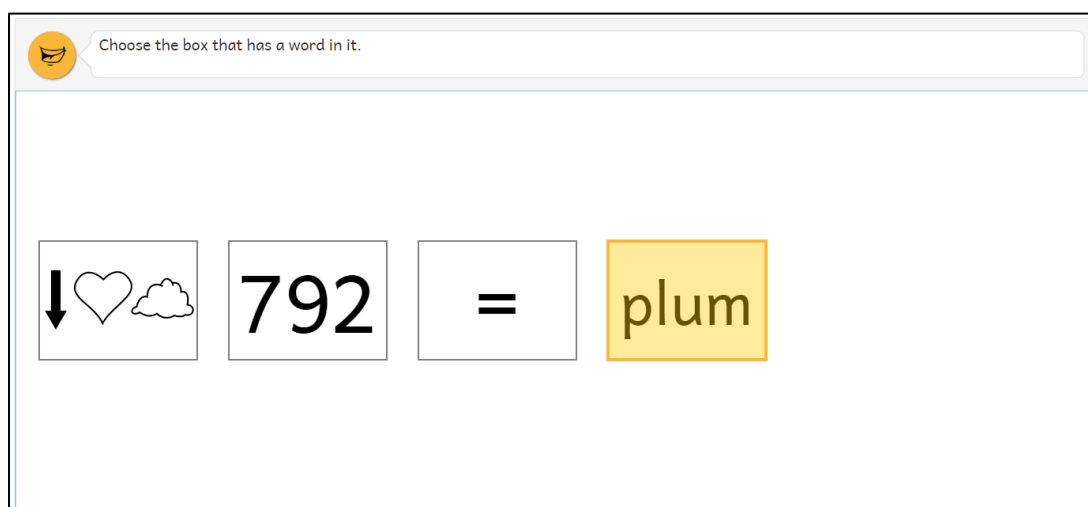 Choose the box that has a word in it.
792 = plum